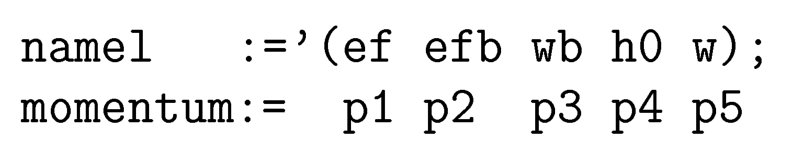 namel   :='(ef efb wb h0 w);
momentum:=  p1 p2  p3 p4 p5